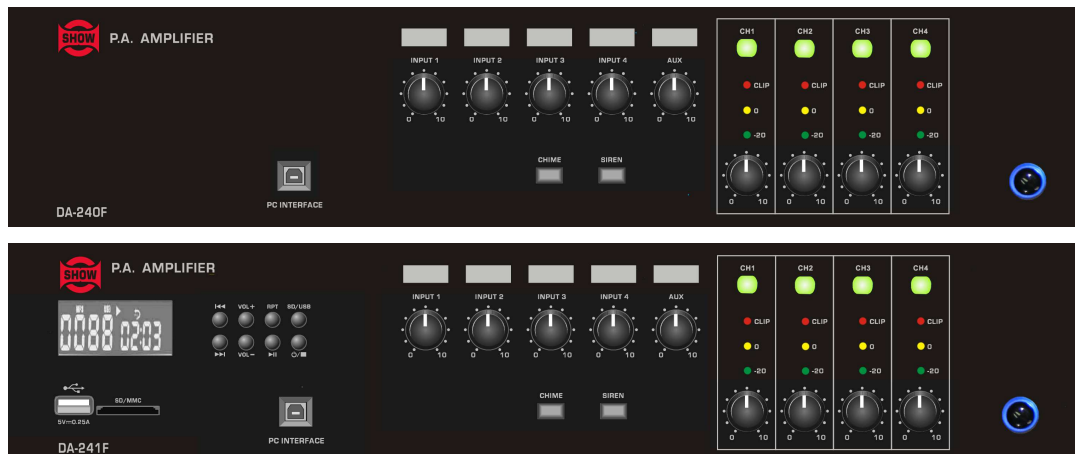 SHOW P.A. AMPLIFIER
INPUT 1 INPUT 2 INPUT 3 INPUT 4 AUX
CH1 CH2 CH3 CH4
CLIP CLIP CLIP CLIP
0 0 0 0
-20 -20 -20 -20
0 10 0 10 0 10 0 10 0 10
CHIME SIREN
0 10 0 10 0 10 0 10
PC INTERFACE
DA-240F
SHOW P.A. AMPLIFIER
INPUT 1 INPUT 2 INPUT 3 INPUT 4 AUX
CH1 CH2 CH3 CH4
0088 02:03
VOL+ RPT SD/USB
VOL-
CLIP CLIP CLIP CLIP
0 0 0 0
-20 -20 -20 -20
0 10 0 10 0 10 0 10 0 10
SD/MMC
5V⎓0.25A
CHIME SIREN
0 10 0 10 0 10 0 10
PC INTERFACE
DA-241F